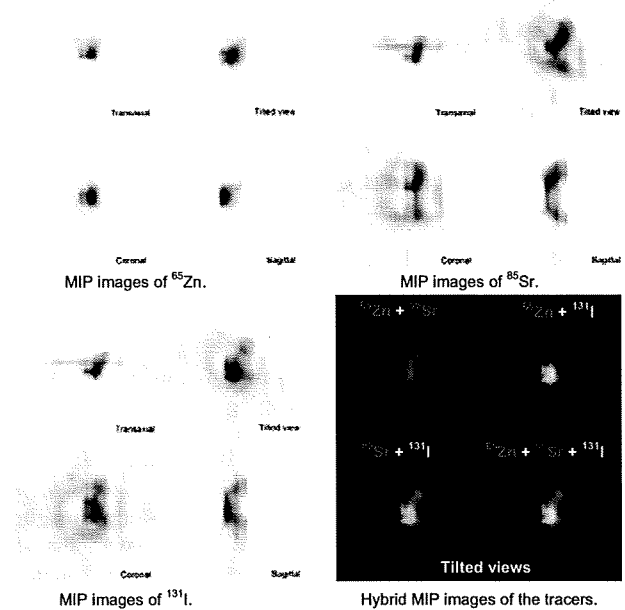 Transaxial Tilted view
Coronal Sagittal
MIP images of ⁶⁵Zn.
Transaxial Tilted view
Coronal Sagittal
MIP images of ⁸⁵Sr.
Transaxial Tilted view
Coronal Sagittal
MIP images of ¹³¹I.
⁶⁵Zn + ⁸⁵Sr ⁶⁵Zn + ¹³¹I
⁸⁵Sr + ¹³¹I ⁶⁵Zn + ⁸⁵Sr + ¹³¹I
Tilted views
Hybrid MIP images of the tracers.